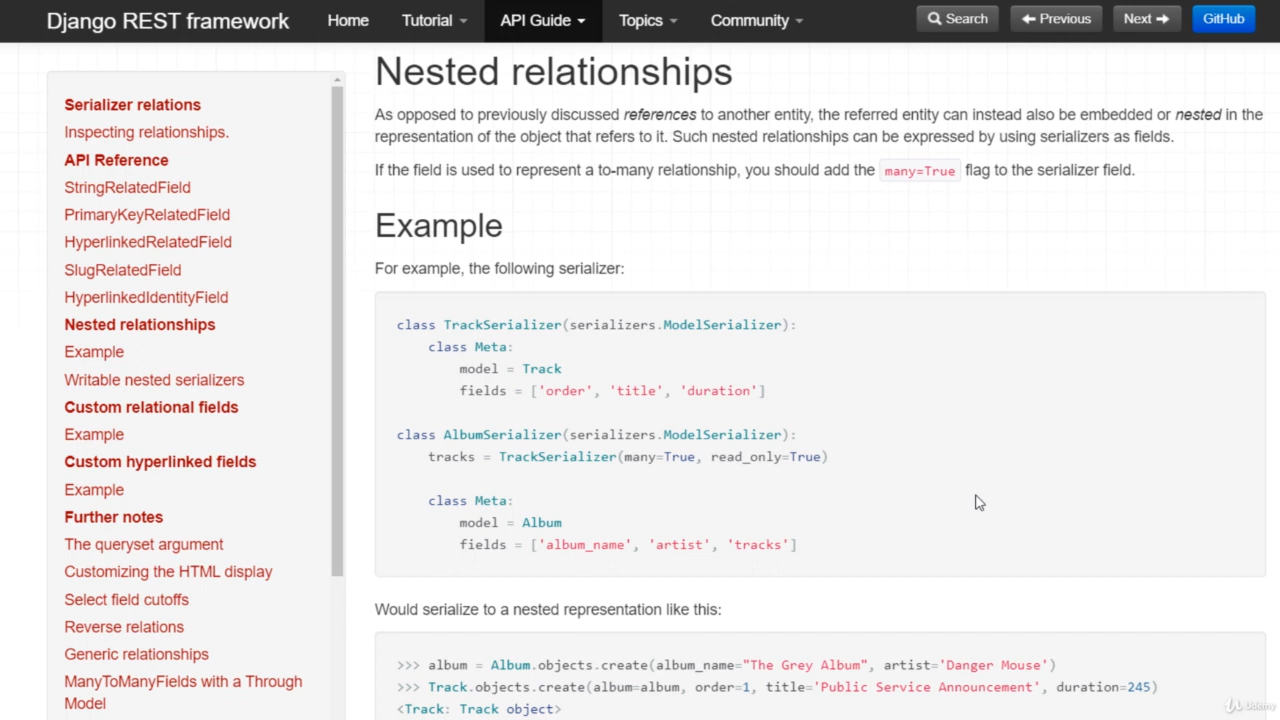 Django REST framework Home Tutorial API Guide Topics Community Search Previous Next GitHub
Serializer relations
Inspecting relationships.
API Reference
StringRelatedField
PrimaryKeyRelatedField
HyperlinkedRelatedField
SlugRelatedField
HyperlinkedIdentityField
Nested relationships
Example
Writable nested serializers
Custom relational fields
Example
Custom hyperlinked fields
Example
Further notes
The queryset argument
Customizing the HTML display
Select field cutoffs
Reverse relations
Generic relationships
ManyToManyFields with a Through
Model
Nested relationships
As opposed to previously discussed references to another entity, the referred entity can instead also be embedded or nested in the
representation of the object that refers to it. Such nested relationships can be expressed by using serializers as fields.
If the field is used to represent a to-many relationship, you should add the many=True flag to the serializer field.
Example
For example, the following serializer:
class TrackSerializer(serializers.ModelSerializer):
    class Meta:
        model = Track
        fields = ['order', 'title', 'duration']
class AlbumSerializer(serializers.ModelSerializer):
    tracks = TrackSerializer(many=True, read_only=True)
    class Meta:
        model = Album
        fields = ['album_name', 'artist', 'tracks']
Would serialize to a nested representation like this:
>>> album = Album.objects.create(album_name="The Grey Album", artist='Danger Mouse')
>>> Track.objects.create(album=album, order=1, title='Public Service Announcement', duration=245)
<Track: Track object>
Udemy